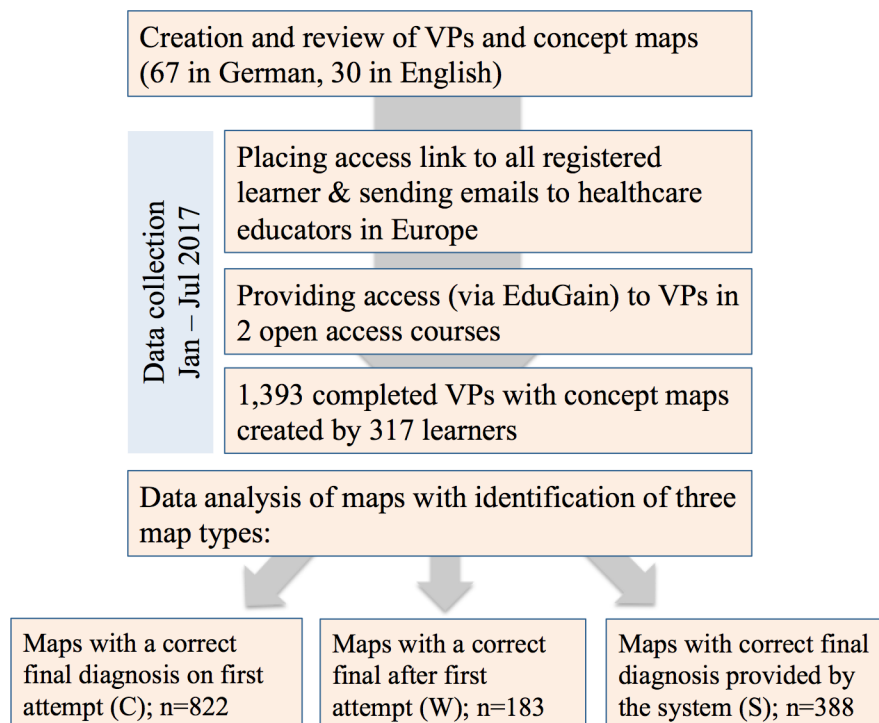 Creation and review of VPs and concept maps
(67 in German, 30 in English)
Data collection
Jan – Jul 2017
Placing access link to all registered
learner & sending emails to healthcare
educators in Europe
Providing access (via EduGain) to VPs in
2 open access courses
1,393 completed VPs with concept maps
created by 317 learners
Data analysis of maps with identification of three
map types:
Maps with a correct
final diagnosis on first
attempt (C); n=822
Maps with a correct
final after first
attempt (W); n=183
Maps with correct final
diagnosis provided by
the system (S); n=388